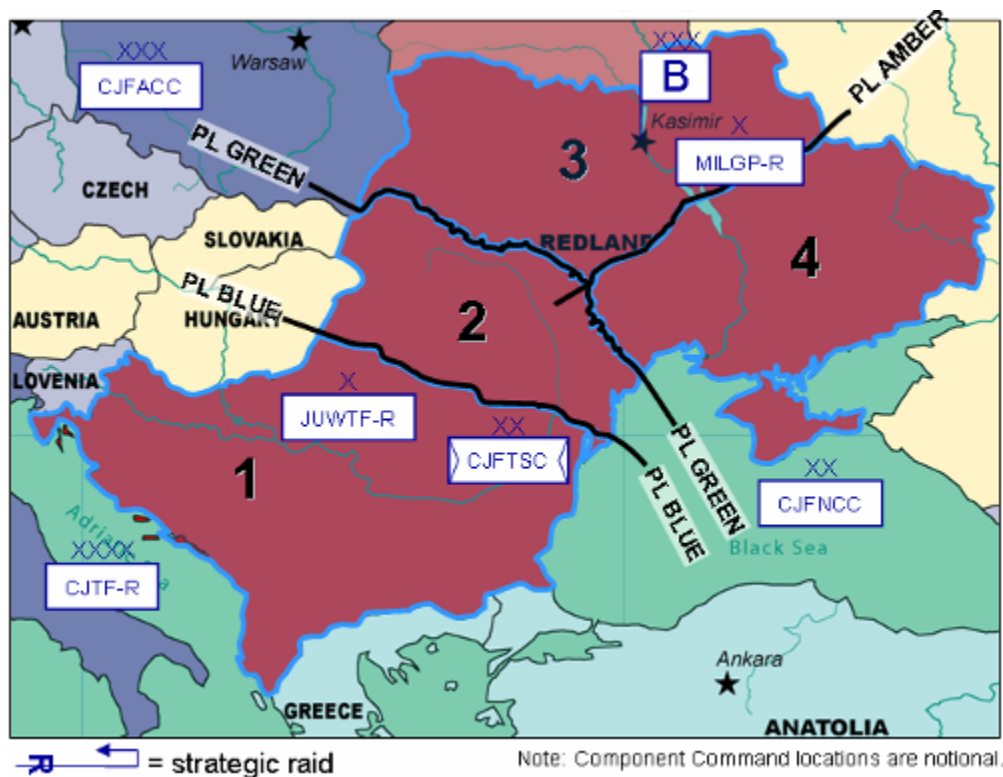 XXX
CJFACC
Warsaw
XXX
B
Kasimir
PL AMBER
X
MILGP-R
PL GREEN
CZECH
SLOVAKIA
3
REDLAND
4
PL BLUE
HUNGARY
AUSTRIA
2
LOVENIA
X
JUWTF-R
XX
CJFTSC
1
PL GREEN
PL BLUE
XX
CJFNCC
Black Sea
Adria
ea
XXXX
CJTF-R
Ankara
GREECE
ANATOLIA
R
= strategic raid
Note: Component Command locations are notional.